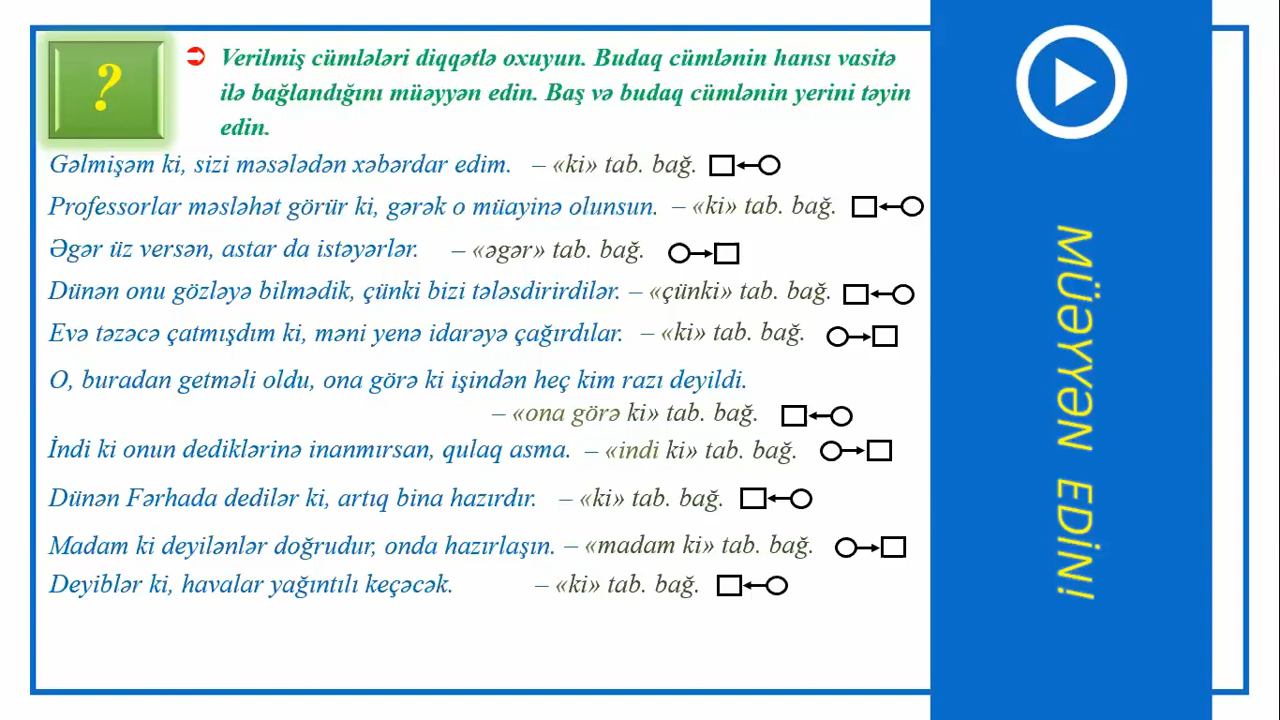 ?
➲ Verilmiş cümlələri diqqətlə oxuyun. Budaq cümlənin hansı vasitə
ilə bağlandığını müəyyən edin. Baş və budaq cümlənin yerini təyin
edin.
Gəlmişəm ki, sizi məsələdən xəbərdar edim. – «ki» tab. bağ.
Professorlar məsləhət görür ki, gərək o müayinə olunsun. – «ki» tab. bağ.
Əgər üz versən, astar da istəyərlər. – «əgər» tab. bağ.
Dünən onu gözləyə bilmədik, çünki bizi tələsdirirdilər. – «çünki» tab. bağ.
Evə təzəcə çatmışdım ki, məni yenə idarəyə çağırdılar. – «ki» tab. bağ.
O, buradan getməli oldu, ona görə ki işindən heç kim razı deyildi.
– «ona görə ki» tab. bağ.
İndi ki onun dediklərinə inanmırsan, qulaq asma. – «indi ki» tab. bağ.
Dünən Fərhada dedilər ki, artıq bina hazırdır. – «ki» tab. bağ.
Madam ki deyilənlər doğrudur, onda hazırlaşın. – «madam ki» tab. bağ.
Deyiblər ki, havalar yağıntılı keçəcək. – «ki» tab. bağ.
MÜƏYYƏN EDİN!